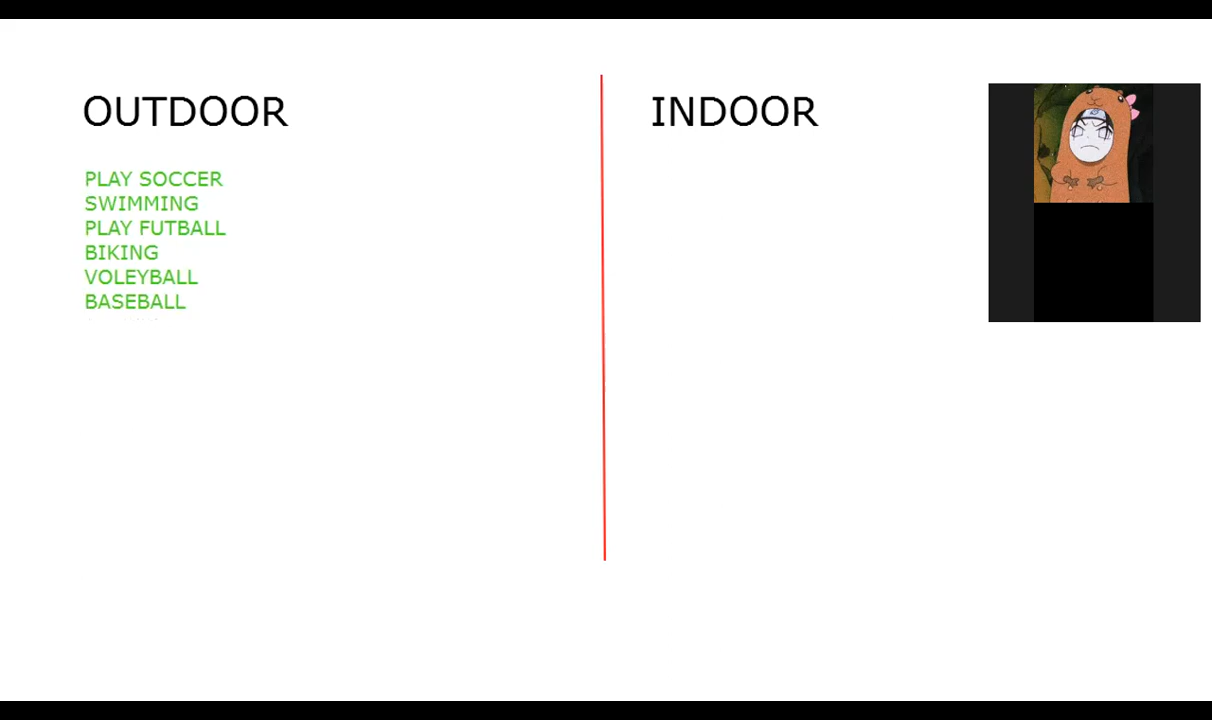 OUTDOOR
PLAY SOCCER
SWIMMING
PLAY FUTBALL
BIKING
VOLEYBALL
BASEBALL
INDOOR